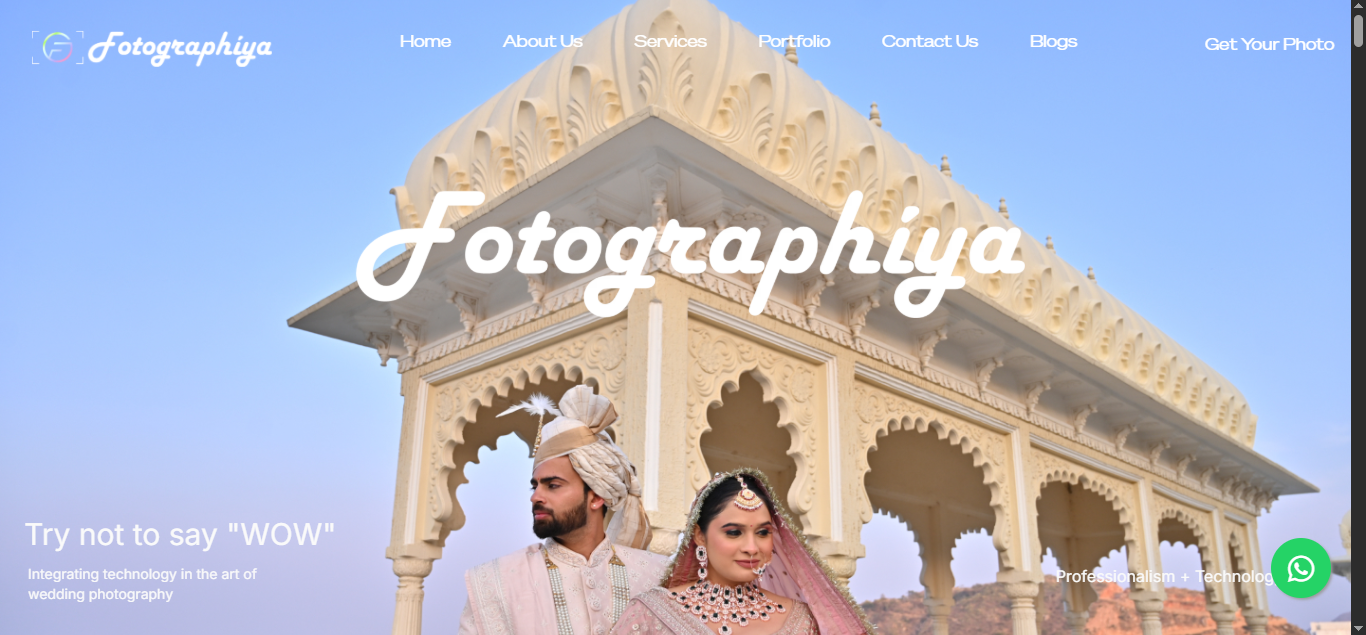 Fotographiya
Home
About Us
Services
Portfolio
Contact Us
Blogs
Get Your Photo
Fotographiya
Try not to say "WOW"
Integrating technology in the art of
wedding photography
Professionalism + Technolog